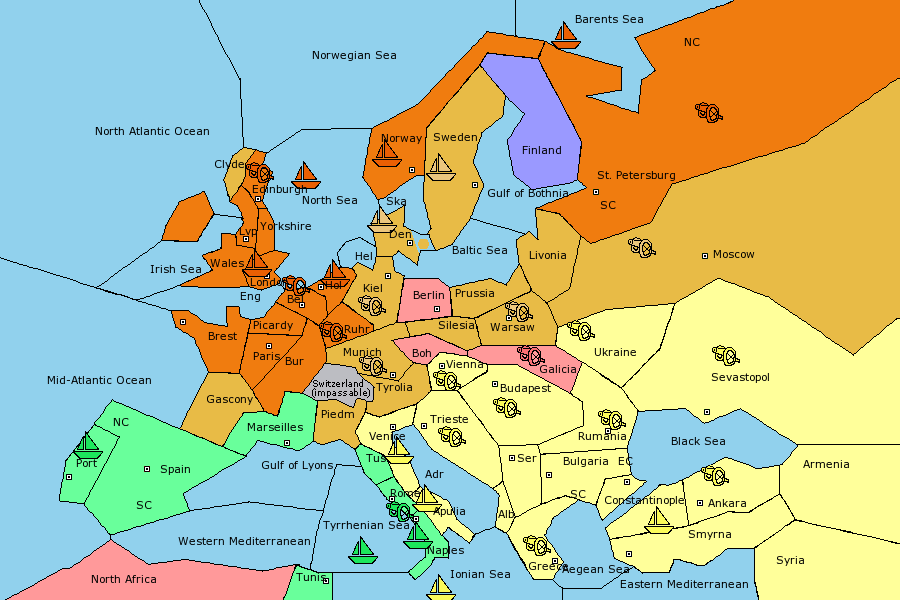 Barents Sea
NC
Norwegian Sea
North Atlantic Ocean
Norway
Sweden
Finland
Clyde
Edinburgh
North Sea
Ska
Gulf of Bothnia
St. Petersburg
SC
Lvp
Yorkshire
Den
Baltic Sea
Livonia
Moscow
Irish Sea
Wales
London
Hel
Eng
Bel
Hol
Kiel
Berlin
Prussia
Brest
Picardy
Ruhr
Silesia
Warsaw
Paris
Bur
Munich
Boh
Galicia
Ukraine
Mid-Atlantic Ocean
Switzerland
(impassable)
Tyrolia
Vienna
Budapest
Sevastopol
Gascony
Piedm
NC
Marseilles
Venice
Trieste
Rumania
Black Sea
Port
Spain
Gulf of Lyons
Tus
Adr
Ser
Bulgaria
EC
Armenia
SC
Rome
Apulia
Alb
SC
Constantinople
Ankara
Western Mediterranean
Tyrrhenian Sea
Naples
Smyrna
North Africa
Tunis
Ionian Sea
Greece
Aegean Sea
Eastern Mediterranean
Syria